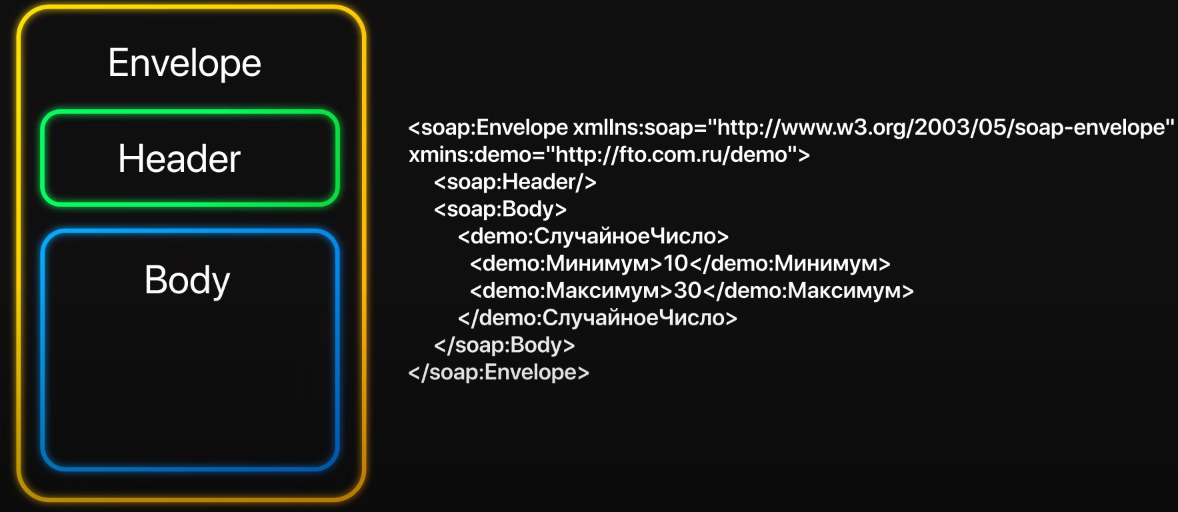 Envelope
Header
Body
<soap:Envelope xmllns:soap="http://www.w3.org/2003/05/soap-envelope"
xmins:demo="http://fto.com.ru/demo">
<soap:Header/>
<soap:Body>
<demo:СлучайноеЧисло>
<demo:Минимум>10</demo:Минимум>
<demo:Максимум>30</demo:Максимум>
</demo:СлучайноеЧисло>
</soap:Body>
</soap:Envelope>